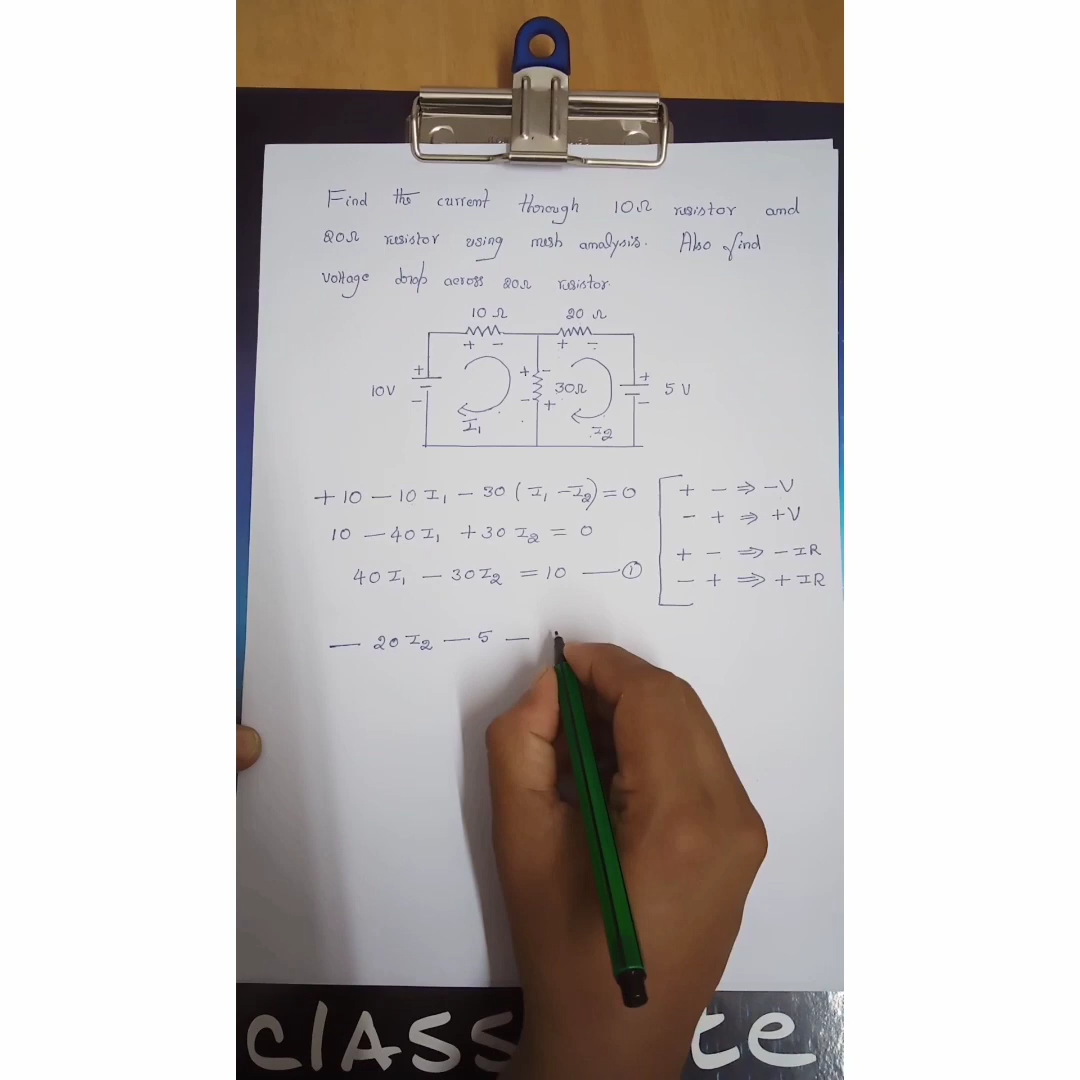 Find the current thorough 10Ω resistor and
20Ω resistor using mesh analysis. Also find
voltage drop across 20Ω resistor.
10 Ω 20 Ω
+ - + -
+ - + - +
10V 30Ω 5 V
- - + -
I₁ I₂
+10 - 10 I₁ - 30 ( I₁ - I₂) = 0
10 - 40 I₁ + 30 I₂ = 0
40 I₁ - 30 I₂ = 10 — ①
- 20 I₂ - 5 -
+ - ⇒ -V
- + ⇒ +V
+ - ⇒ - IR
- + ⇒ + IR